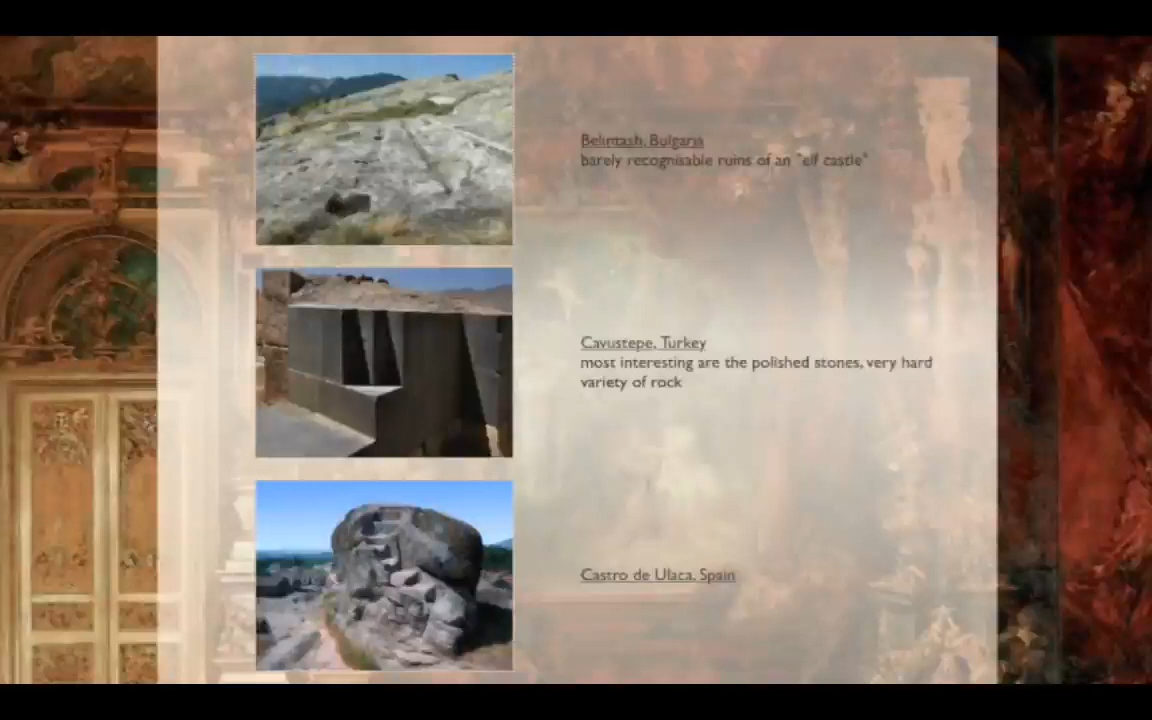 Belintash, Bulgaria
barely recognisable ruins of an "elf castle"
Cavustepe, Turkey
most interesting are the polished stones, very hard
variety of rock
Castro de Ulaca, Spain